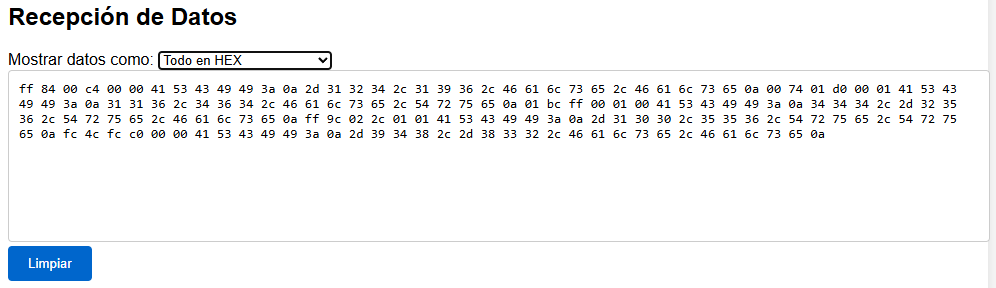 Recepción de Datos
Mostrar datos como: Todo en HEX
ff 84 00 c4 00 00 41 53 43 49 49 3a 0a 2d 31 32 34 2c 31 39 36 2c 46 61 6c 73 65 2c 46 61 6c 73 65 0a 00 74 01 d0 00 01 41 53 43
49 49 3a 0a 31 31 36 2c 34 36 34 2c 46 61 6c 73 65 2c 54 72 75 65 0a 01 bc ff 00 01 00 41 53 43 49 49 3a 0a 34 34 34 2c 2d 32 35
36 2c 54 72 75 65 2c 46 61 6c 73 65 0a ff 9c 02 2c 01 01 41 53 43 49 49 3a 0a 2d 31 30 30 2c 35 35 36 2c 54 72 75 65 2c 54 72 75
65 0a fc 4c fc c0 00 00 41 53 43 49 49 3a 0a 2d 39 34 38 2c 2d 38 33 32 2c 46 61 6c 73 65 2c 46 61 6c 73 65 0a
Limpiar